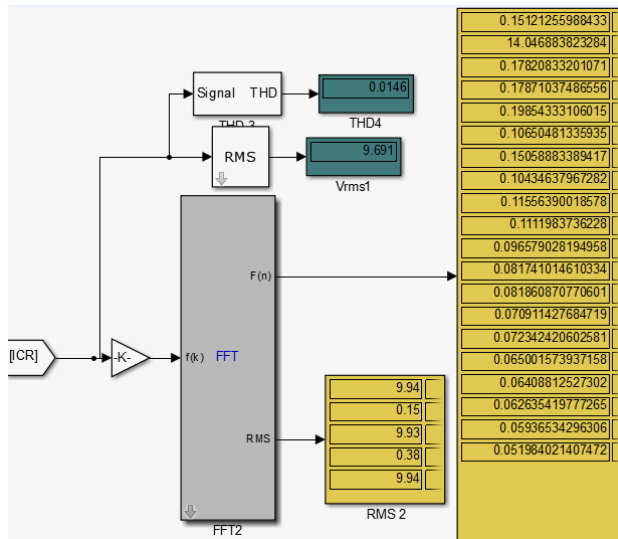 Signal THD
THD 3
0.0146
THD4
RMS
9.691
Vrms1
[ICR]
-K-
f(k) FFT
F(n)
RMS
FFT2
9.94
0.15
9.93
0.38
9.94
RMS 2
0.15121255988433
14.046883823284
0.17820833201071
0.17871037486556
0.19854333106015
0.10650481335935
0.15058883389417
0.10434637967282
0.11556390018578
0.1111983736228
0.096579028194958
0.081741014610334
0.081860870770601
0.070911427684719
0.072342420602581
0.065001573937158
0.06408812527302
0.062635419777265
0.05936534296306
0.051984021407472